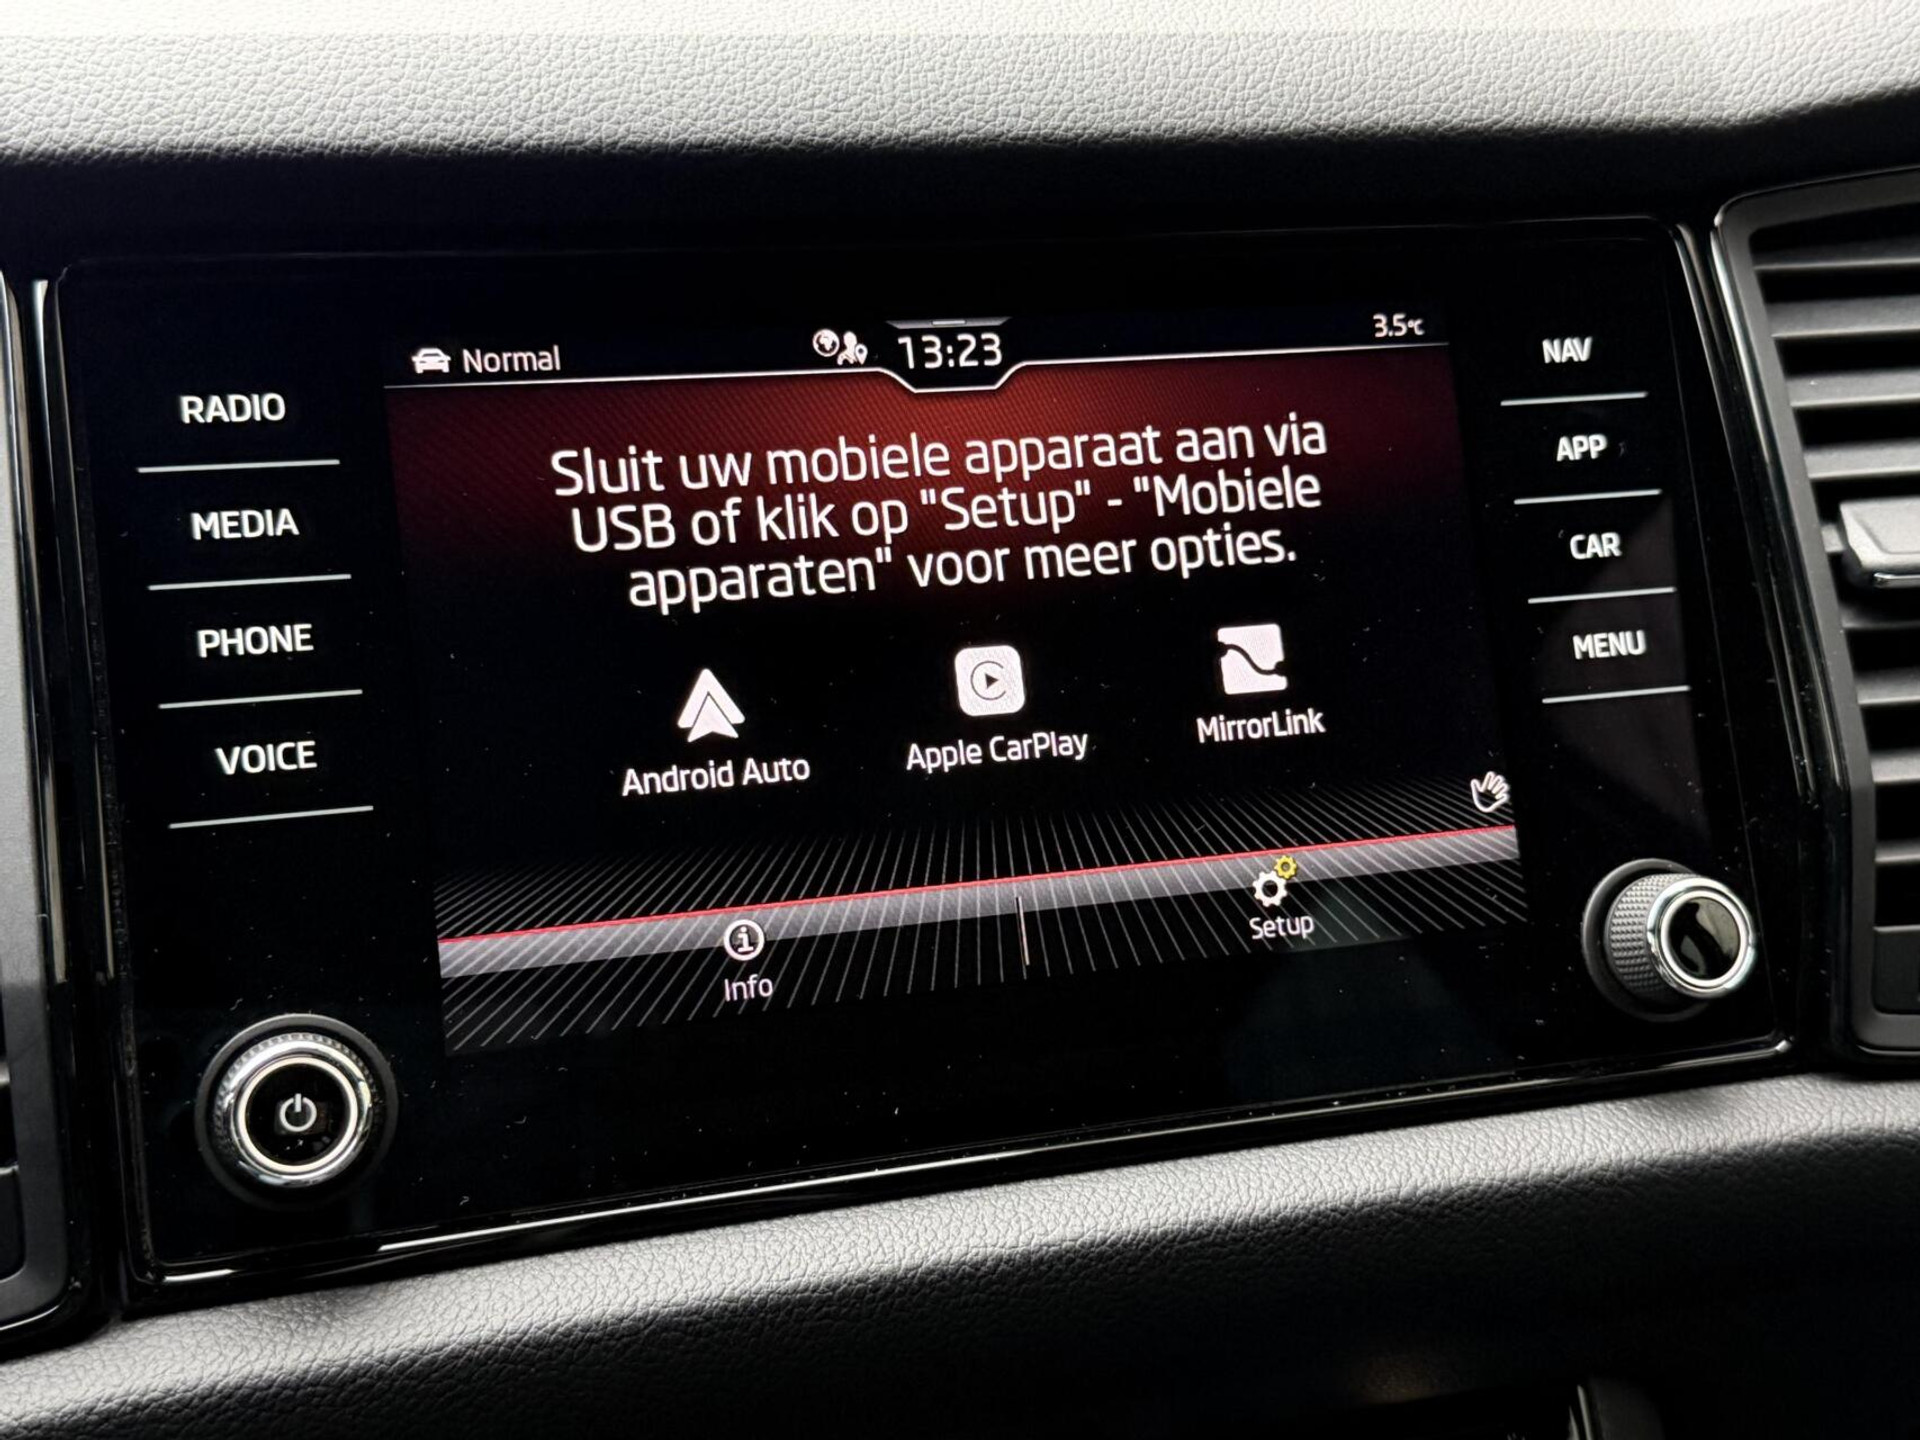 Normal
13:23
3.5°C
RADIO
MEDIA
PHONE
VOICE
Sluit uw mobiele apparaat aan via
USB of klik op "Setup" - "Mobiele
apparaten" voor meer opties.
Android Auto
Apple CarPlay
MirrorLink
Info
Setup
NAV
APP
CAR
MENU